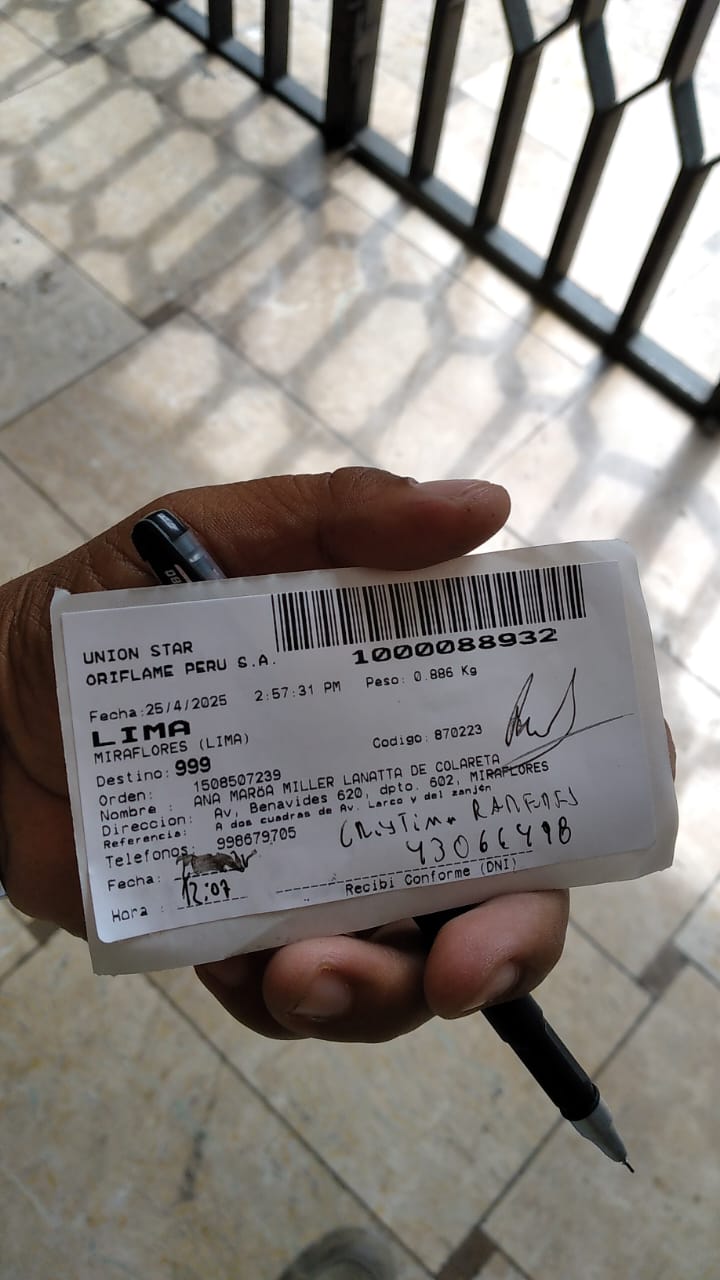 UNION STAR
ORIFLAME PERU S.A.
1000088932
Fecha:25/4/2025 2:57:31 PM Peso: 0.886 Kg
LIMA
MIRAFLORES (LIMA)
Destino: 999 Codigo: 870223
Orden: 1508507239
Nombre : ANA MARÖA MILLER LANATTA DE COLARETA
Direccion: Av, Benavides 620, dpto. 602, MIRAFLORES
Referencia: A dos cuadras de Av. Larco y del zanjón
Telefonos: 998679705
Cristina
43066498
Fecha:
Hora : 12:07
Recibi Conforme (DNI)